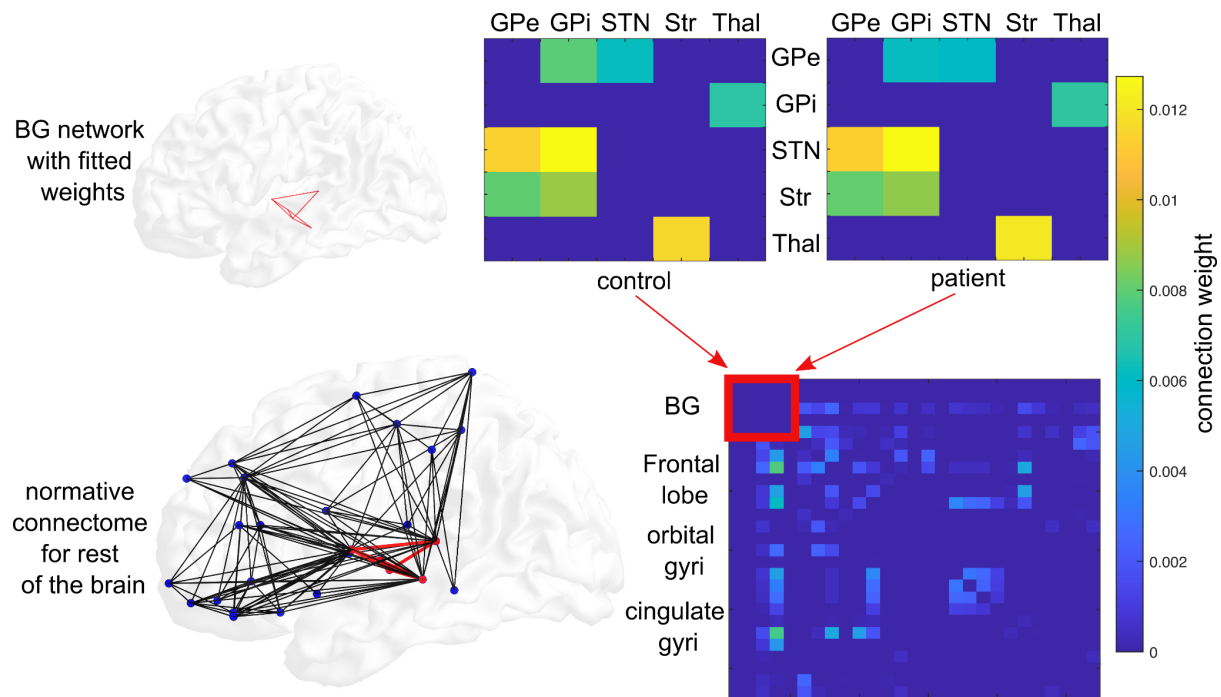 GPe GPi STN Str Thal
GPe GPi STN Str Thal
GPe
GPi
STN
Str
Thal
BG network
with fitted
weights
control
patient
0.012
0.01
0.008
0.006
0.004
0.002
0
connection weight
normative
connectome
for rest
of the brain
BG
Frontal
lobe
orbital
gyri
cingulate
gyri